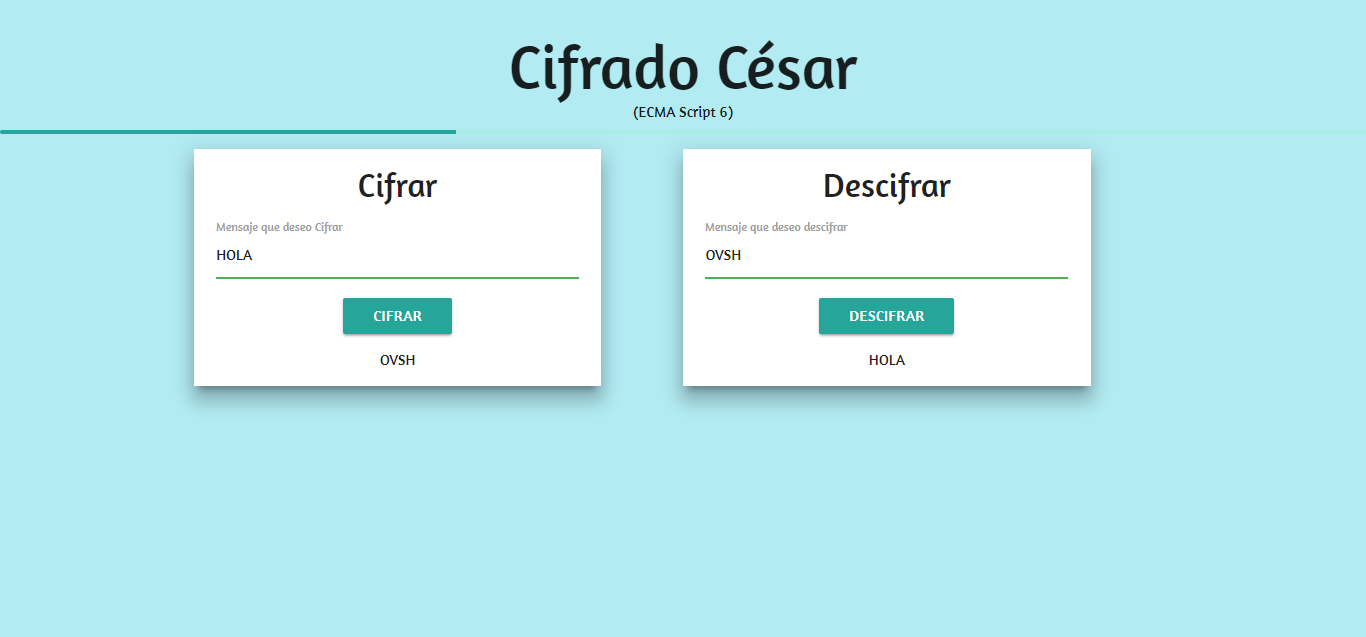 Cifrado César
(ECMA Script 6)
Cifrar
Mensaje que deseo Cifrar
HOLA
CIFRAR
OVSH
Descifrar
Mensaje que deseo descifrar
OVSH
DESCIFRAR
HOLA